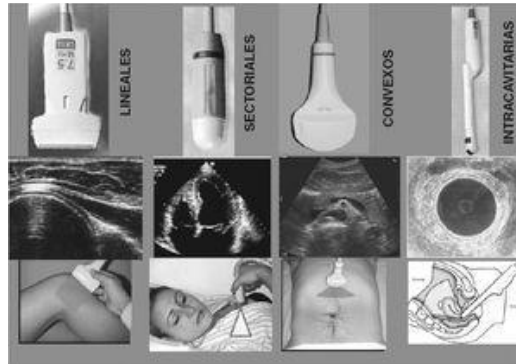 7.5
LINEALES
SECTORIALES
CONVEXOS
INTRACAVITARIAS